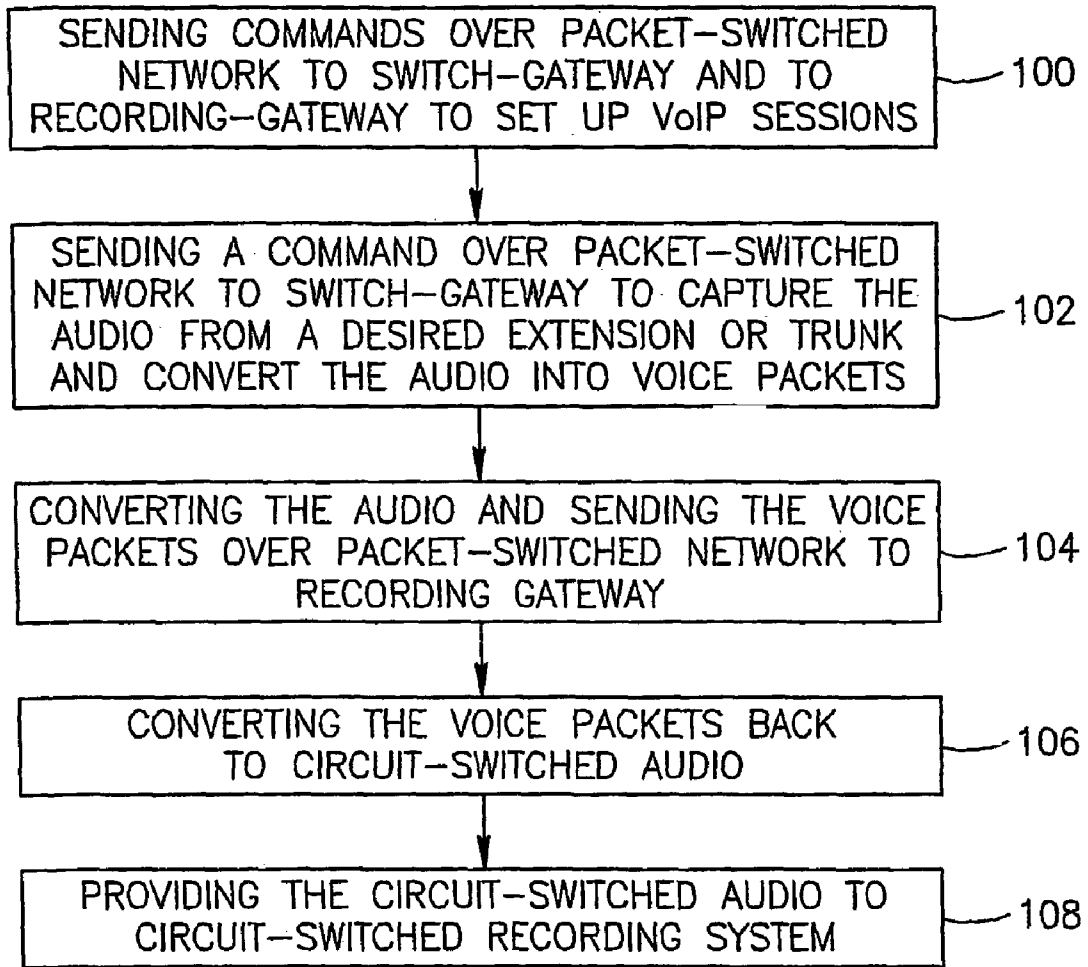 SENDING COMMANDS OVER PACKET-SWITCHED
NETWORK TO SWITCH-GATEWAY AND TO
RECORDING-GATEWAY TO SET UP VoIP SESSIONS
100
SENDING A COMMAND OVER PACKET-SWITCHED
NETWORK TO SWITCH-GATEWAY TO CAPTURE THE
AUDIO FROM A DESIRED EXTENSION OR TRUNK
AND CONVERT THE AUDIO INTO VOICE PACKETS
102
CONVERTING THE AUDIO AND SENDING THE VOICE
PACKETS OVER PACKET-SWITCHED NETWORK TO
RECORDING GATEWAY
104
CONVERTING THE VOICE PACKETS BACK
TO CIRCUIT-SWITCHED AUDIO
106
PROVIDING THE CIRCUIT-SWITCHED AUDIO TO
CIRCUIT-SWITCHED RECORDING SYSTEM
108